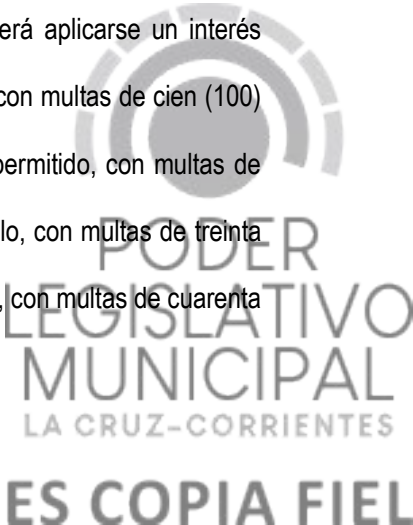 erá aplicarse un interés
con multas de cien (100)
permitido, con multas de
lo, con multas de treinta
, con multas de cuarenta
PODER
LEGISLATIVO
MUNICIPAL
LA CRUZ-CORRIENTES
ES COPIA FIEL